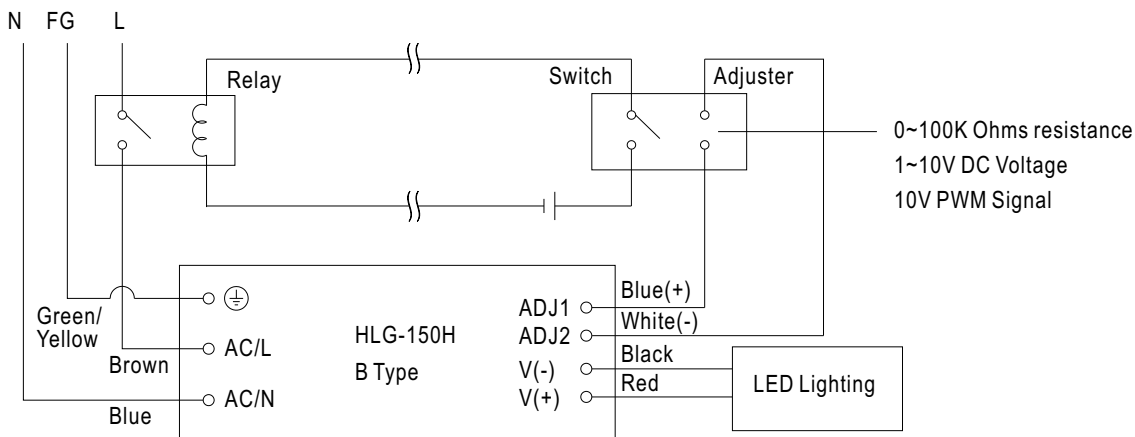 N FG L
Relay
Switch
Adjuster
0~100K Ohms resistance
1~10V DC Voltage
10V PWM Signal
Green/
Yellow
Brown
Blue
AC/L
AC/N
HLG-150H
B Type
ADJ1
ADJ2
V(-)
V(+)
Blue(+)
White(-)
Black
Red
LED Lighting